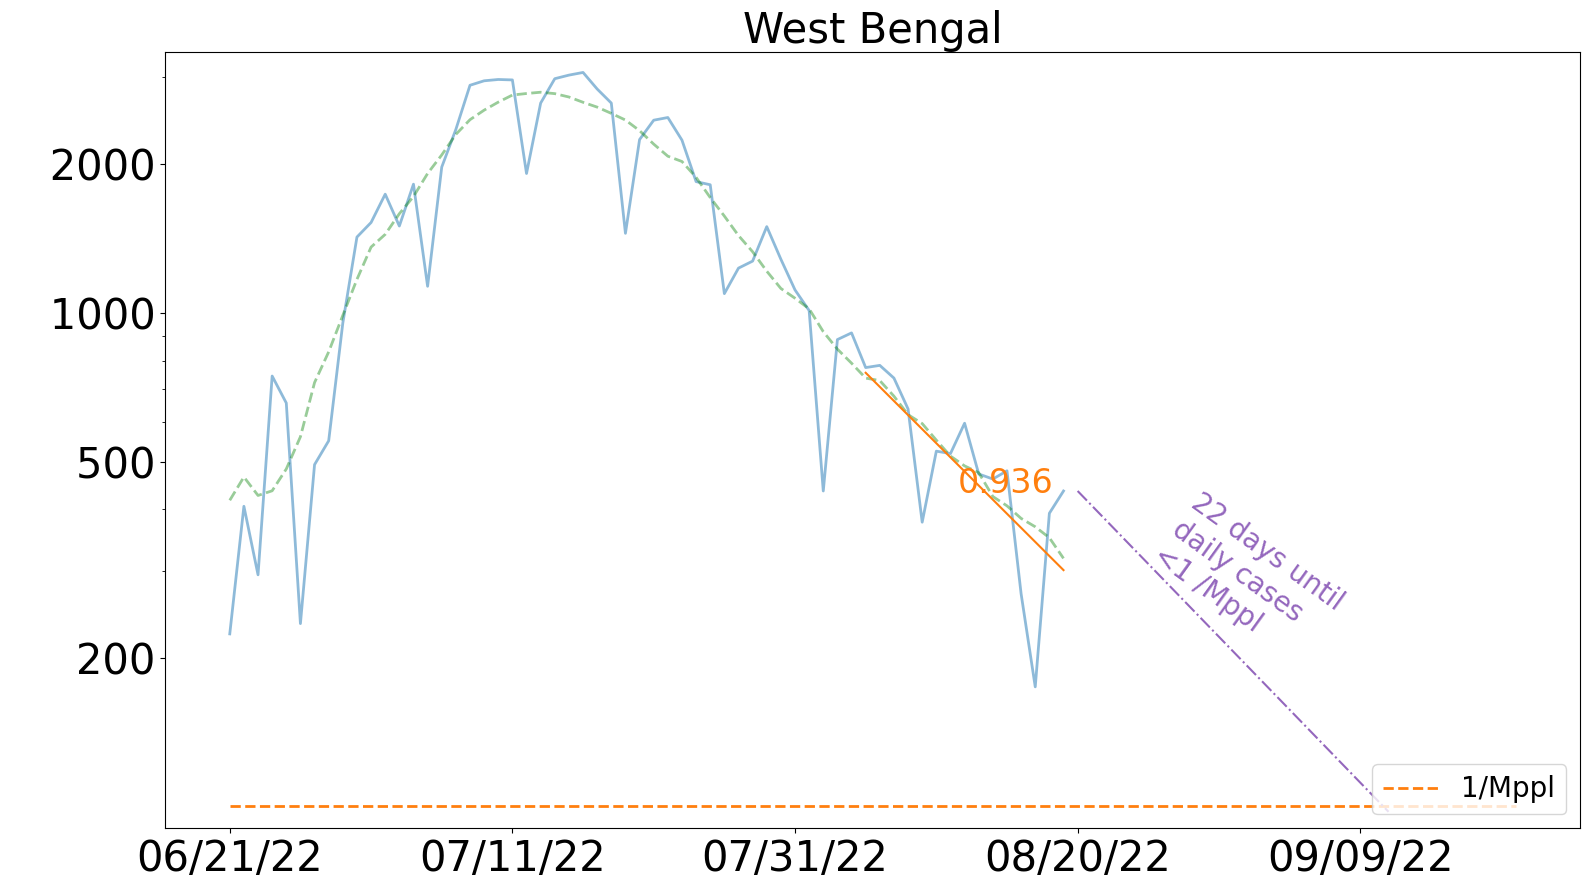 West Bengal
2000
1000
500
200
0.936
22 days until
daily cases
<1 /Mppl
1/Mppl
06/21/22
07/11/22
07/31/22
08/20/22
09/09/22